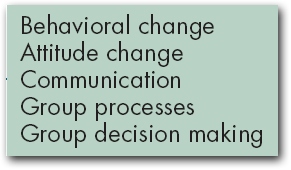 Behavioral change
Attitude change
Communication
Group processes
Group decision making